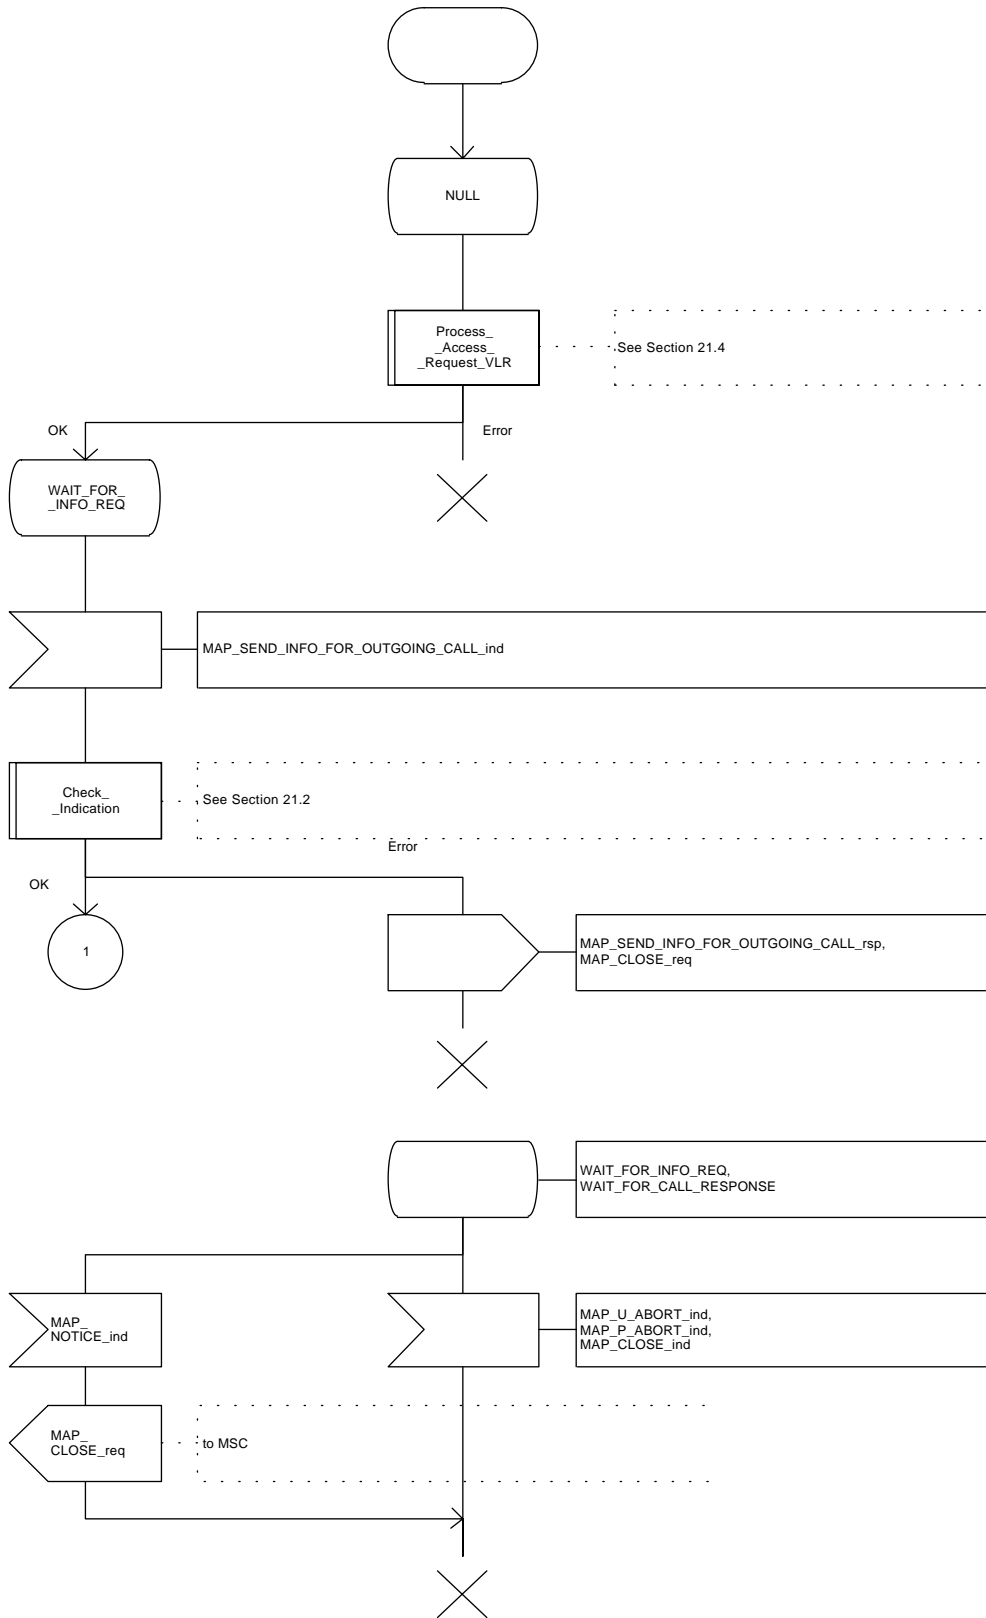 NULL
Process_
_Access_
_Request_VLR
See Section 21.4
OK
Error
WAIT_FOR_
_INFO_REQ
MAP_SEND_INFO_FOR_OUTGOING_CALL_ind
Check_
_Indication
See Section 21.2
Error
OK
1
MAP_SEND_INFO_FOR_OUTGOING_CALL_rsp,
MAP_CLOSE_req
WAIT_FOR_INFO_REQ,
WAIT_FOR_CALL_RESPONSE
MAP_
NOTICE_ind
MAP_U_ABORT_ind,
MAP_P_ABORT_ind,
MAP_CLOSE_ind
MAP_
CLOSE_req
to MSC